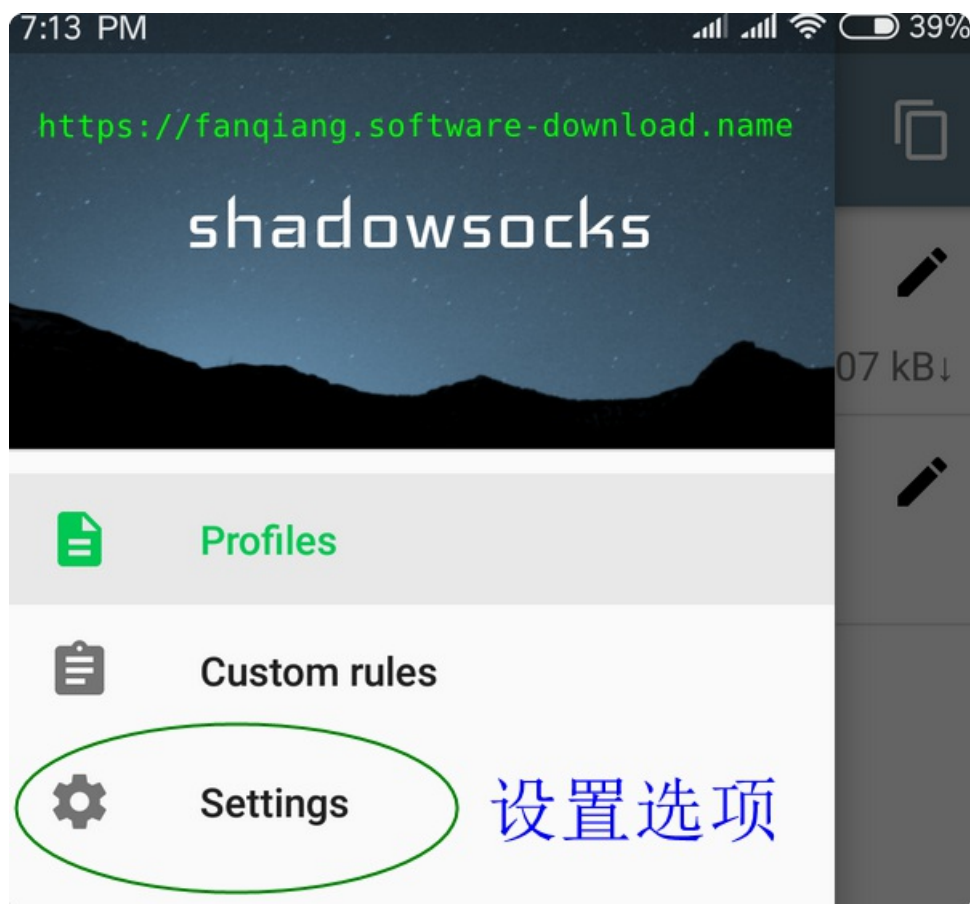 7:13 PM
39%
https://fanqiang.software-download.name
shadowsocks
07 kB↓
Profiles
Custom rules
Settings
设置选项